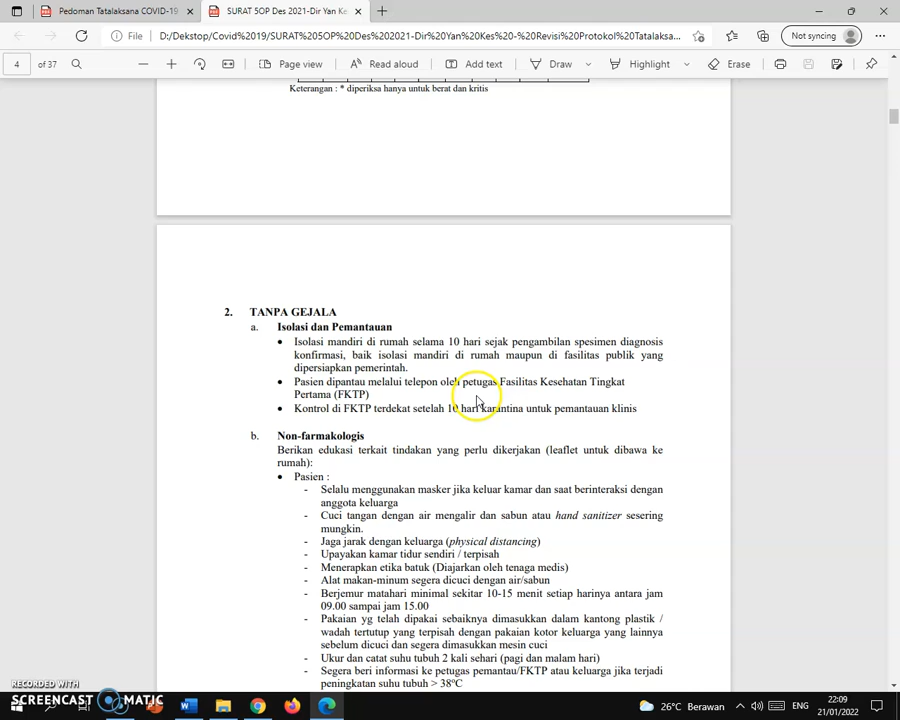 Pedoman Tatalaksana COVID-19
SURAT 5OP Des 2021-Dir Yan Ke
File
D:/Dekstop/Covid%2019/SURAT%205OP%20Des%202021-Dir%20Yan%20Kes%20-%20Revisi%20Protokol%20Tatalaksa...
Not syncing
4 of 37
Page view
Read aloud
Add text
Draw
Highlight
Erase
Keterangan : * diperiksa hanya untuk berat dan kritis
2. TANPA GEJALA
a. Isolasi dan Pemantauan
• Isolasi mandiri di rumah selama 10 hari sejak pengambilan spesimen diagnosis
konfirmasi, baik isolasi mandiri di rumah maupun di fasilitas publik yang
dipersiapkan pemerintah.
• Pasien dipantau melalui telepon oleh petugas Fasilitas Kesehatan Tingkat
Pertama (FKTP)
• Kontrol di FKTP terdekat setelah 10 hari karantina untuk pemantauan klinis
b. Non-farmakologis
Berikan edukasi terkait tindakan yang perlu dikerjakan (leaflet untuk dibawa ke
rumah):
• Pasien :
- Selalu menggunakan masker jika keluar kamar dan saat berinteraksi dengan
anggota keluarga
- Cuci tangan dengan air mengalir dan sabun atau hand sanitizer sesering
mungkin.
- Jaga jarak dengan keluarga (physical distancing)
- Upayakan kamar tidur sendiri / terpisah
- Menerapkan etika batuk (Diajarkan oleh tenaga medis)
- Alat makan-minum segera dicuci dengan air/sabun
- Berjemur matahari minimal sekitar 10-15 menit setiap harinya antara jam
09.00 sampai jam 15.00
- Pakaian yg telah dipakai sebaiknya dimasukkan dalam kantong plastik /
wadah tertutup yang terpisah dengan pakaian kotor keluarga yang lainnya
sebelum dicuci dan segera dimasukkan mesin cuci
- Ukur dan catat suhu tubuh 2 kali sehari (pagi dan malam hari)
- Segera beri informasi ke petugas pemantau/FKTP atau keluarga jika terjadi
peningkatan suhu tubuh > 38°C
RECORDED WITH
SCREENCAST MATIC
26°C Berawan
ENG
22:09
21/01/2022